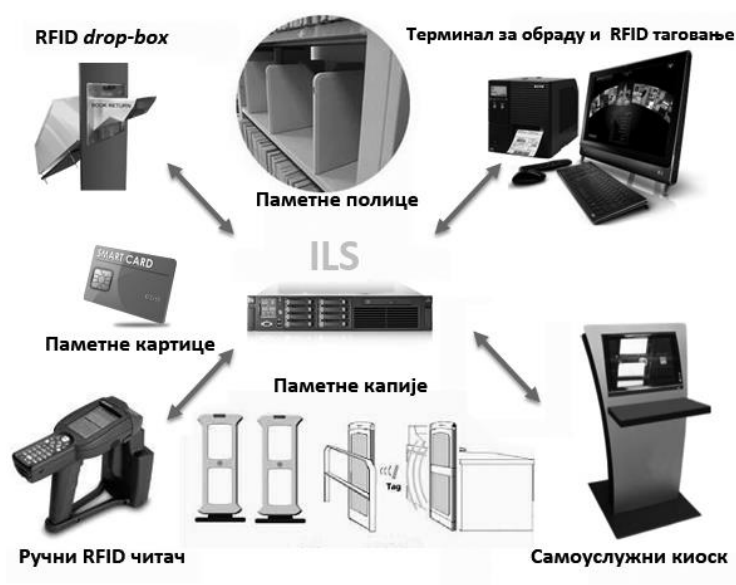 RFID drop-box
Терминал за обраду и RFID таговање
BOOK RETURN
Паметне полице
ILS
SMART CARD
Паметне картице
Паметне капије
Tag
Ручни RFID читач
Самоуслужни киоск